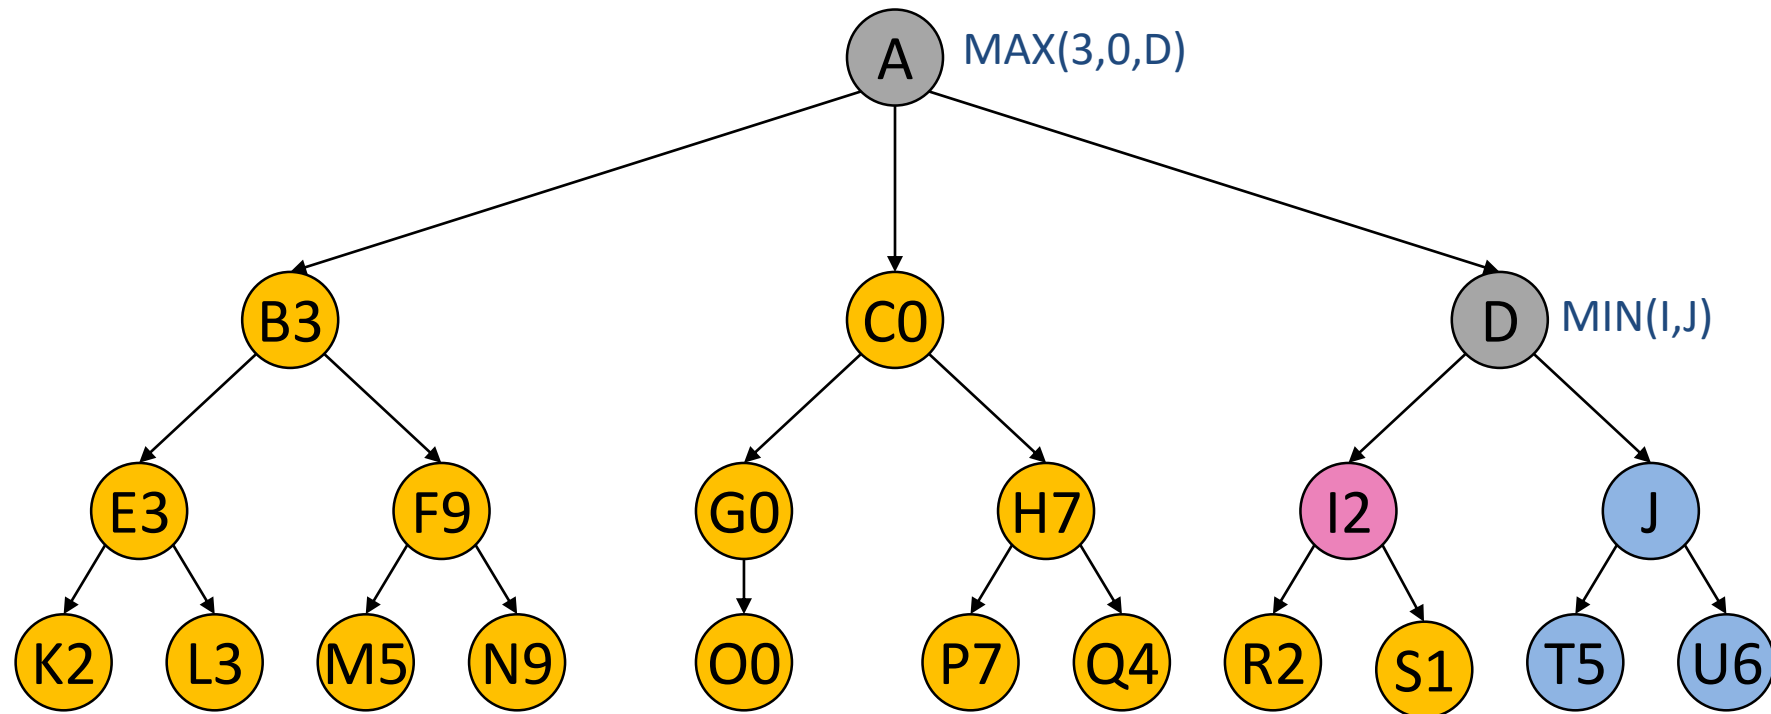 A MAX(3,0,D)
B3 C0 D MIN(I,J)
E3 F9 G0 H7 I2 J
K2 L3 M5 N9 O0 P7 Q4 R2 S1 T5 U6